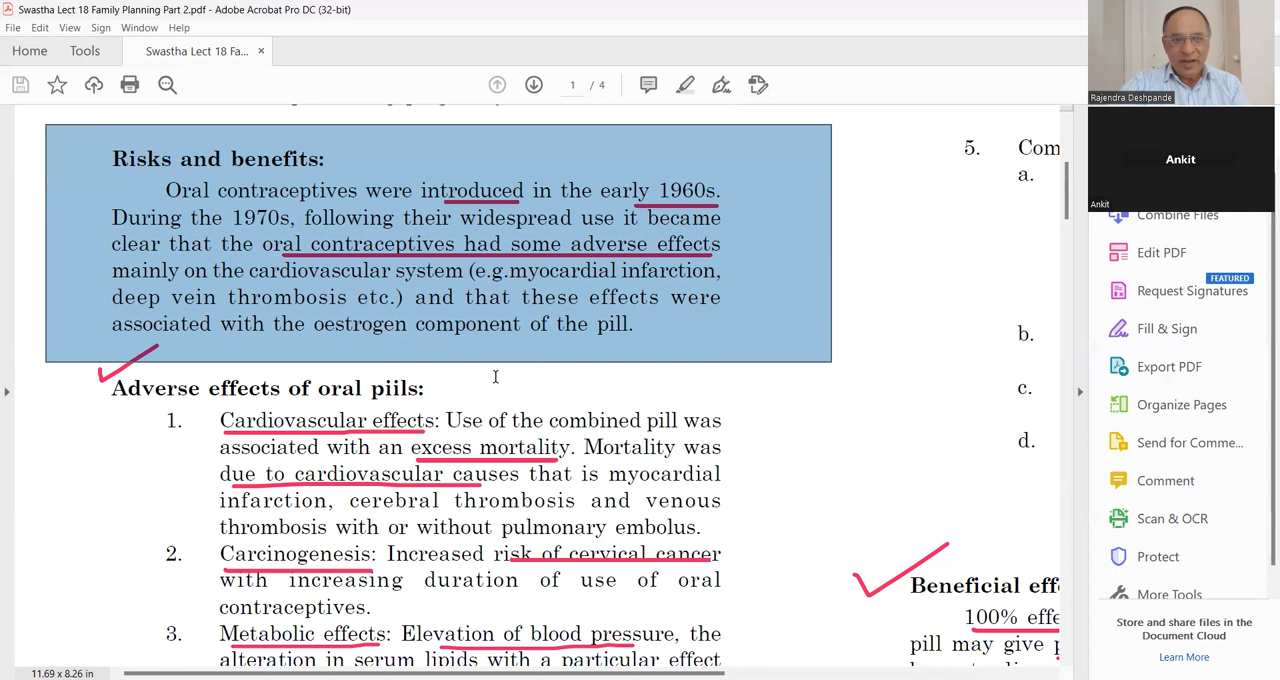 Swastha Lect 18 Family Planning Part 2.pdf - Adobe Acrobat Pro DC (32-bit)
File Edit View Sign Window Help
Home Tools Swastha Lect 18 Fa... ×
1 / 4
Risks and benefits:
Oral contraceptives were introduced in the early 1960s.
During the 1970s, following their widespread use it became
clear that the oral contraceptives had some adverse effects
mainly on the cardiovascular system (e.g.myocardial infarction,
deep vein thrombosis etc.) and that these effects were
associated with the oestrogen component of the pill.
Adverse effects of oral piills:
1. Cardiovascular effects: Use of the combined pill was
associated with an excess mortality. Mortality was
due to cardiovascular causes that is myocardial
infarction, cerebral thrombosis and venous
thrombosis with or without pulmonary embolus.
2. Carcinogenesis: Increased risk of cervical cancer
with increasing duration of use of oral
contraceptives.
3. Metabolic effects: Elevation of blood pressure, the
alteration in serum lipids with a particular effect
5. Com
a.
b.
c.
d.
Beneficial eff
100% effe
pill may give
11.69 x 8.26 in
Rajendra Deshpande
Ankit
Ankit
Combine Files
Edit PDF
FEATURED
Request Signatures
Fill & Sign
Export PDF
Organize Pages
Send for Comme...
Comment
Scan & OCR
Protect
More Tools
Store and share files in the
Document Cloud
Learn More